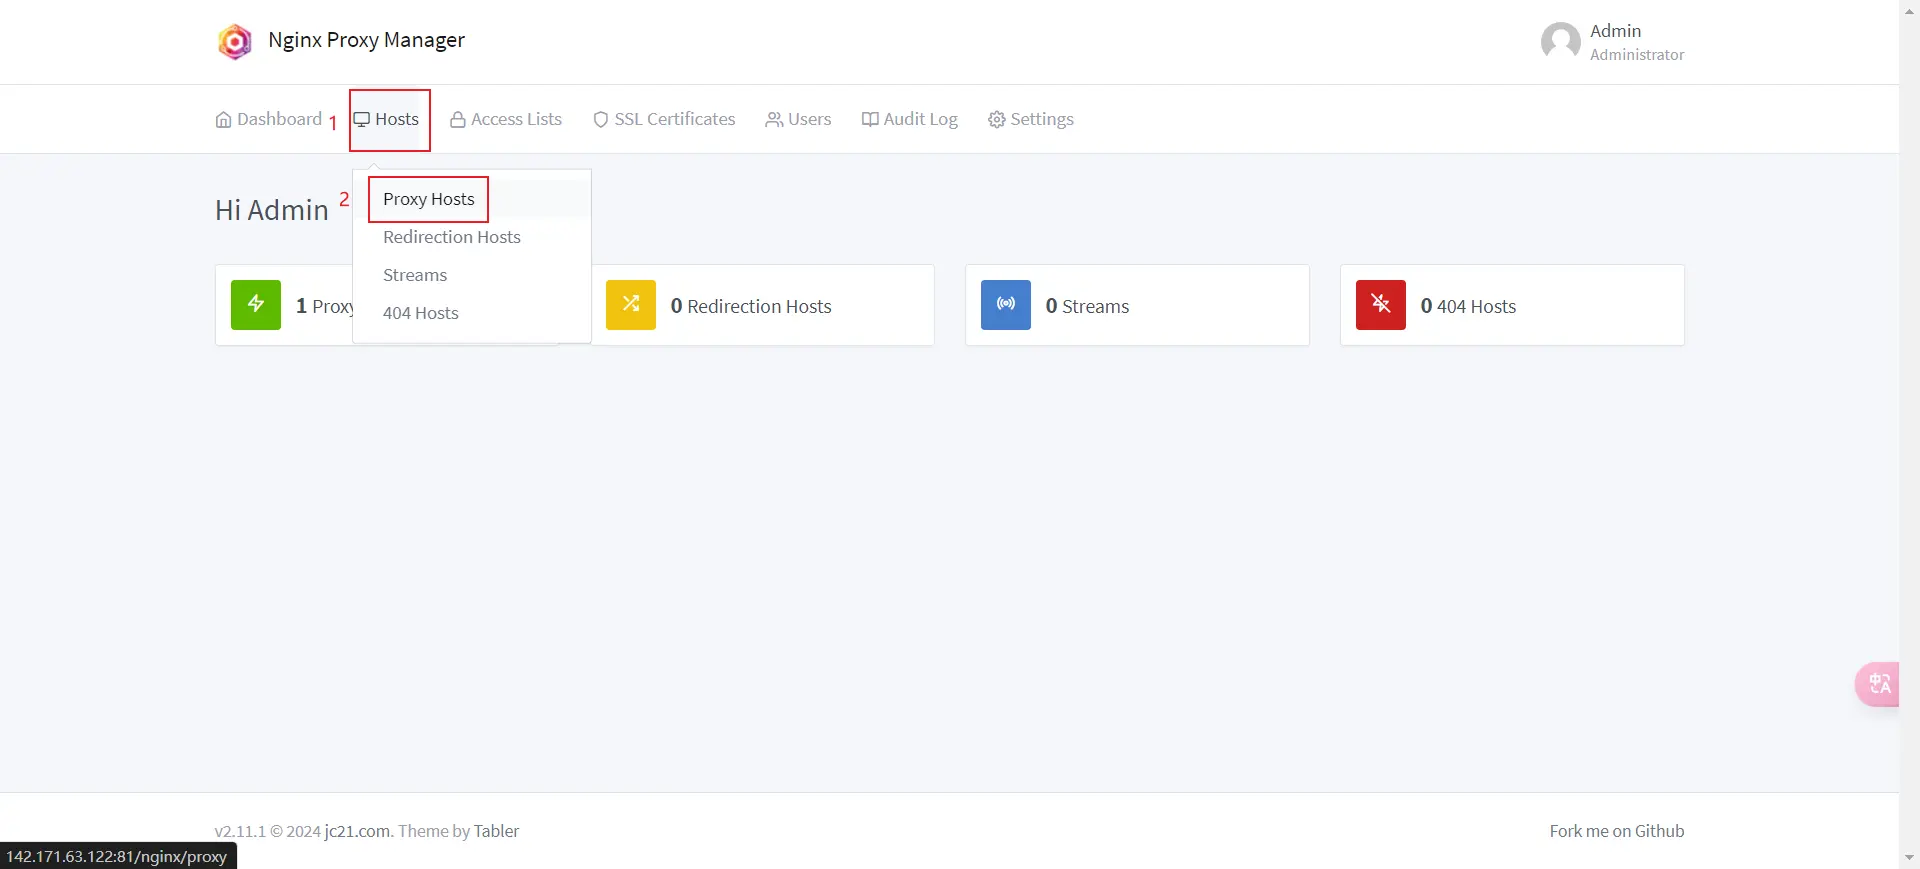 Nginx Proxy Manager
Admin
Administrator
Dashboard 1 Hosts Access Lists SSL Certificates Users Audit Log Settings
Hi Admin 2
Proxy Hosts
Redirection Hosts
Streams
404 Hosts
1 Proxy
0 Redirection Hosts
0 Streams
0 404 Hosts
中A
v2.11.1 © 2024 jc21.com. Theme by Tabler
Fork me on Github
142.171.63.122:81/nginx/proxy